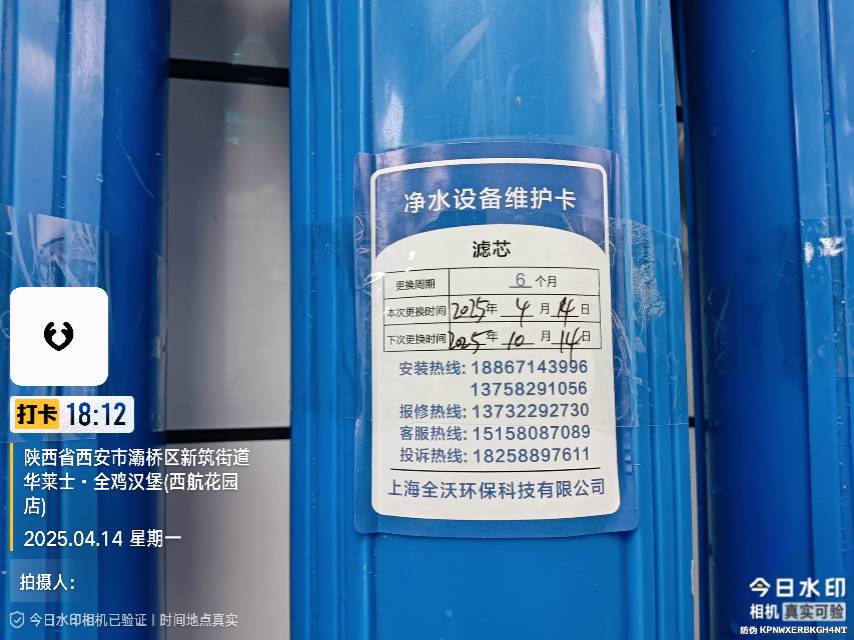 净水设备维护卡
滤芯
更换周期 6 个月
本次更换时间 2025年 4 月 14 日
下次更换时间 2025年 10 月 14 日
安装热线: 18867143996
13758291056
报修热线: 13732292730
客服热线: 15158087089
投诉热线: 18258897611
上海全沃环保科技有限公司
打卡 18:12
陕西省西安市灞桥区新筑街道
华莱士·全鸡汉堡(西航花园
店)
2025.04.14 星期一
拍摄人:
今日水印相机已验证 | 时间地点真实
今日水印
相机 真实可验
防伪 KPNWXERBKGH4NT